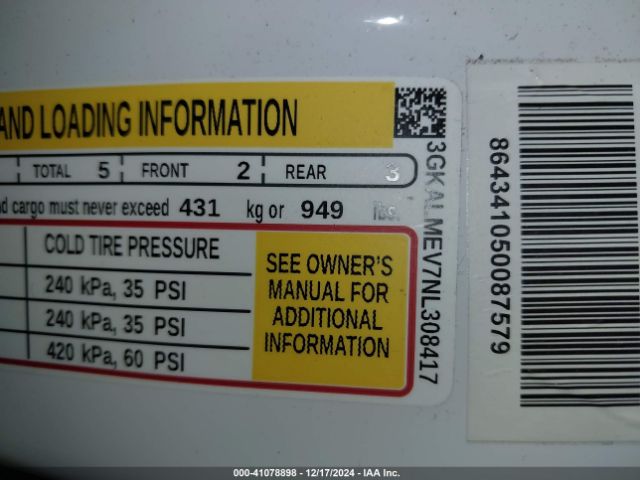 AND LOADING INFORMATION
TOTAL 5 FRONT 2 REAR 3
cargo must never exceed 431 kg or 949 lbs.
COLD TIRE PRESSURE
240 kPa, 35 PSI
240 kPa, 35 PSI
420 kPa, 60 PSI
SEE OWNER'S
MANUAL FOR
ADDITIONAL
INFORMATION
3GKALMEV7NL308417
864341050087579
000-41078898 - 12/17/2024 - IAA Inc.